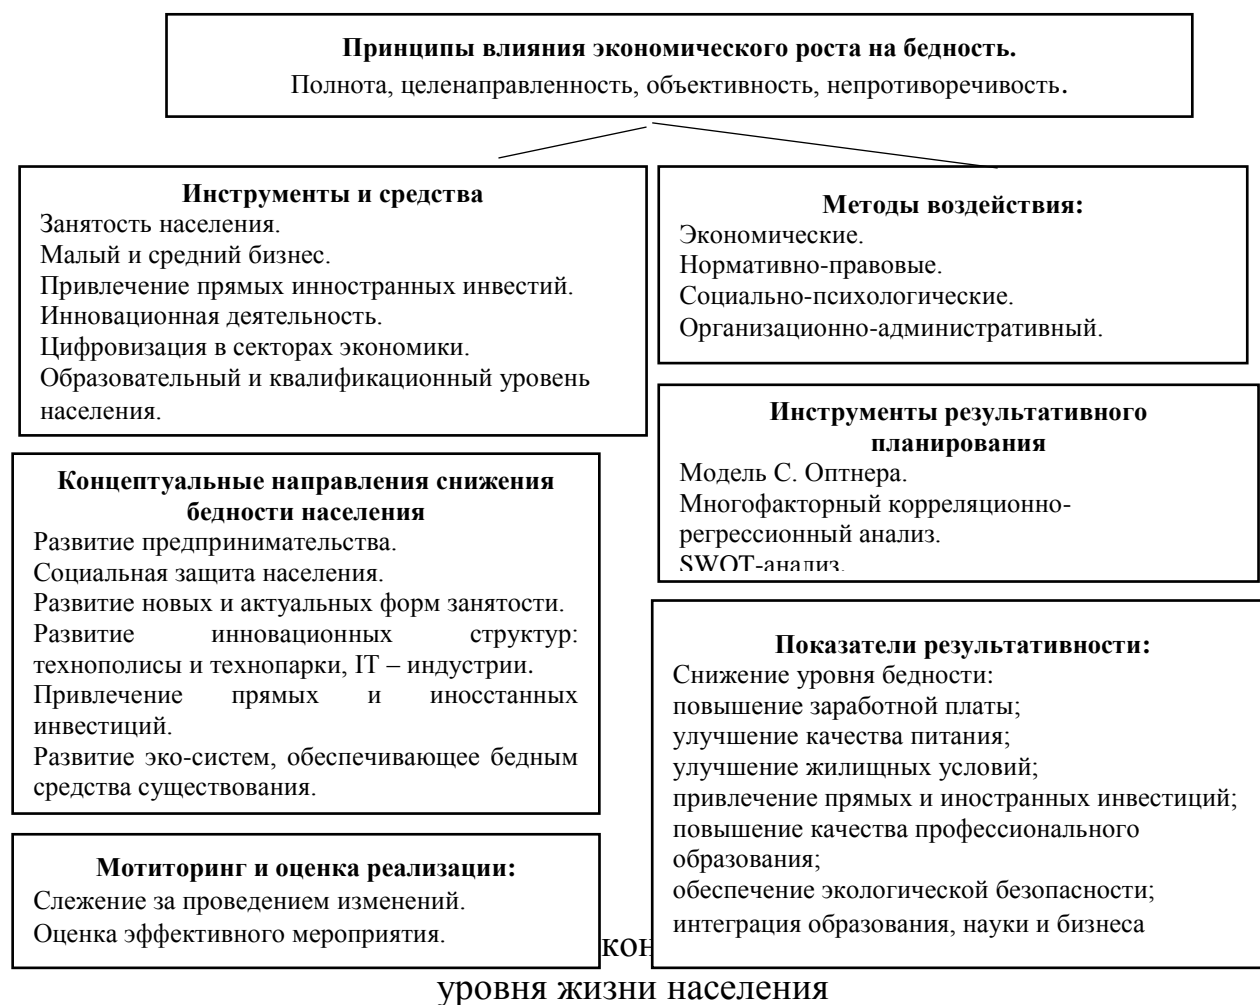 Принципы влияния экономического роста на бедность.
Полнота, целенаправленность, объективность, непротиворечивость.
Инструменты и средства
Занятость населения.
Малый и средний бизнес.
Привлечение прямых инностранных инвестий.
Инновационная деятельность.
Цифровизация в секторах экономики.
Образовательный и квалификационный уровень
населения.
Методы воздействия:
Экономические.
Нормативно-правовые.
Социально-психологические.
Организационно-административный.
Инструменты результативного
планирования
Модель С. Оптнера.
Многофакторный корреляционно-
регрессионный анализ.
SWOT-анализ.
Концептуальные направления снижения
бедности населения
Развитие предпринимательства.
Социальная защита населения.
Развитие новых и актуальных форм занятости.
Развитие инновационных структур:
технополисы и технопарки, IT – индустрии.
Привлечение прямых и иносстанных
инвестиций.
Развитие эко-систем, обеспечивающее бедным
средства существования.
Показатели результативности:
Снижение уровня бедности:
повышение заработной платы;
улучшение качества питания;
улучшение жилищных условий;
привлечение прямых и иностранных инвестиций;
повышение качества профессионального
образования;
обеспечение экологической безопасности;
интеграция образования, науки и бизнеса
Мотиторинг и оценка реализации:
Слежение за проведением изменений.
Оценка эффективного мероприятия.
уровня жизни населения